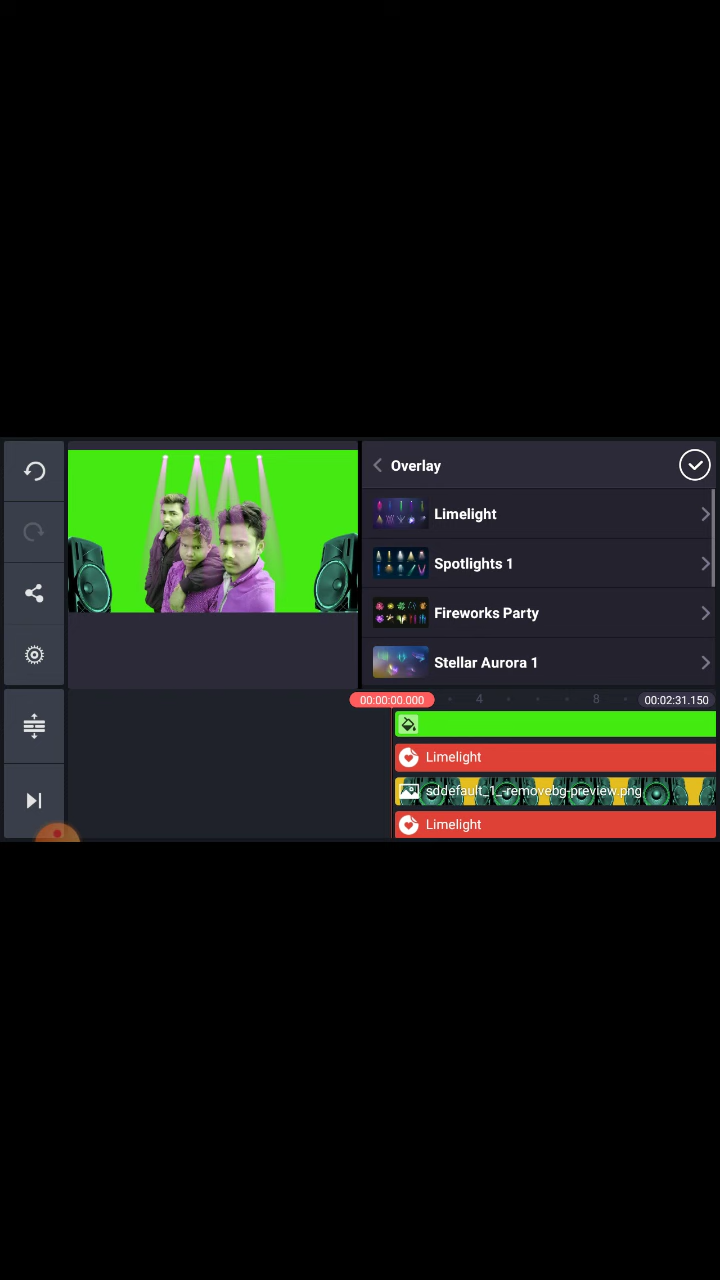 Overlay
Limelight
Spotlights 1
Fireworks Party
Stellar Aurora 1
00:00:00.000
4
8
00:02:31.150
Limelight
sddefault_1_-removebg-preview.png
Limelight